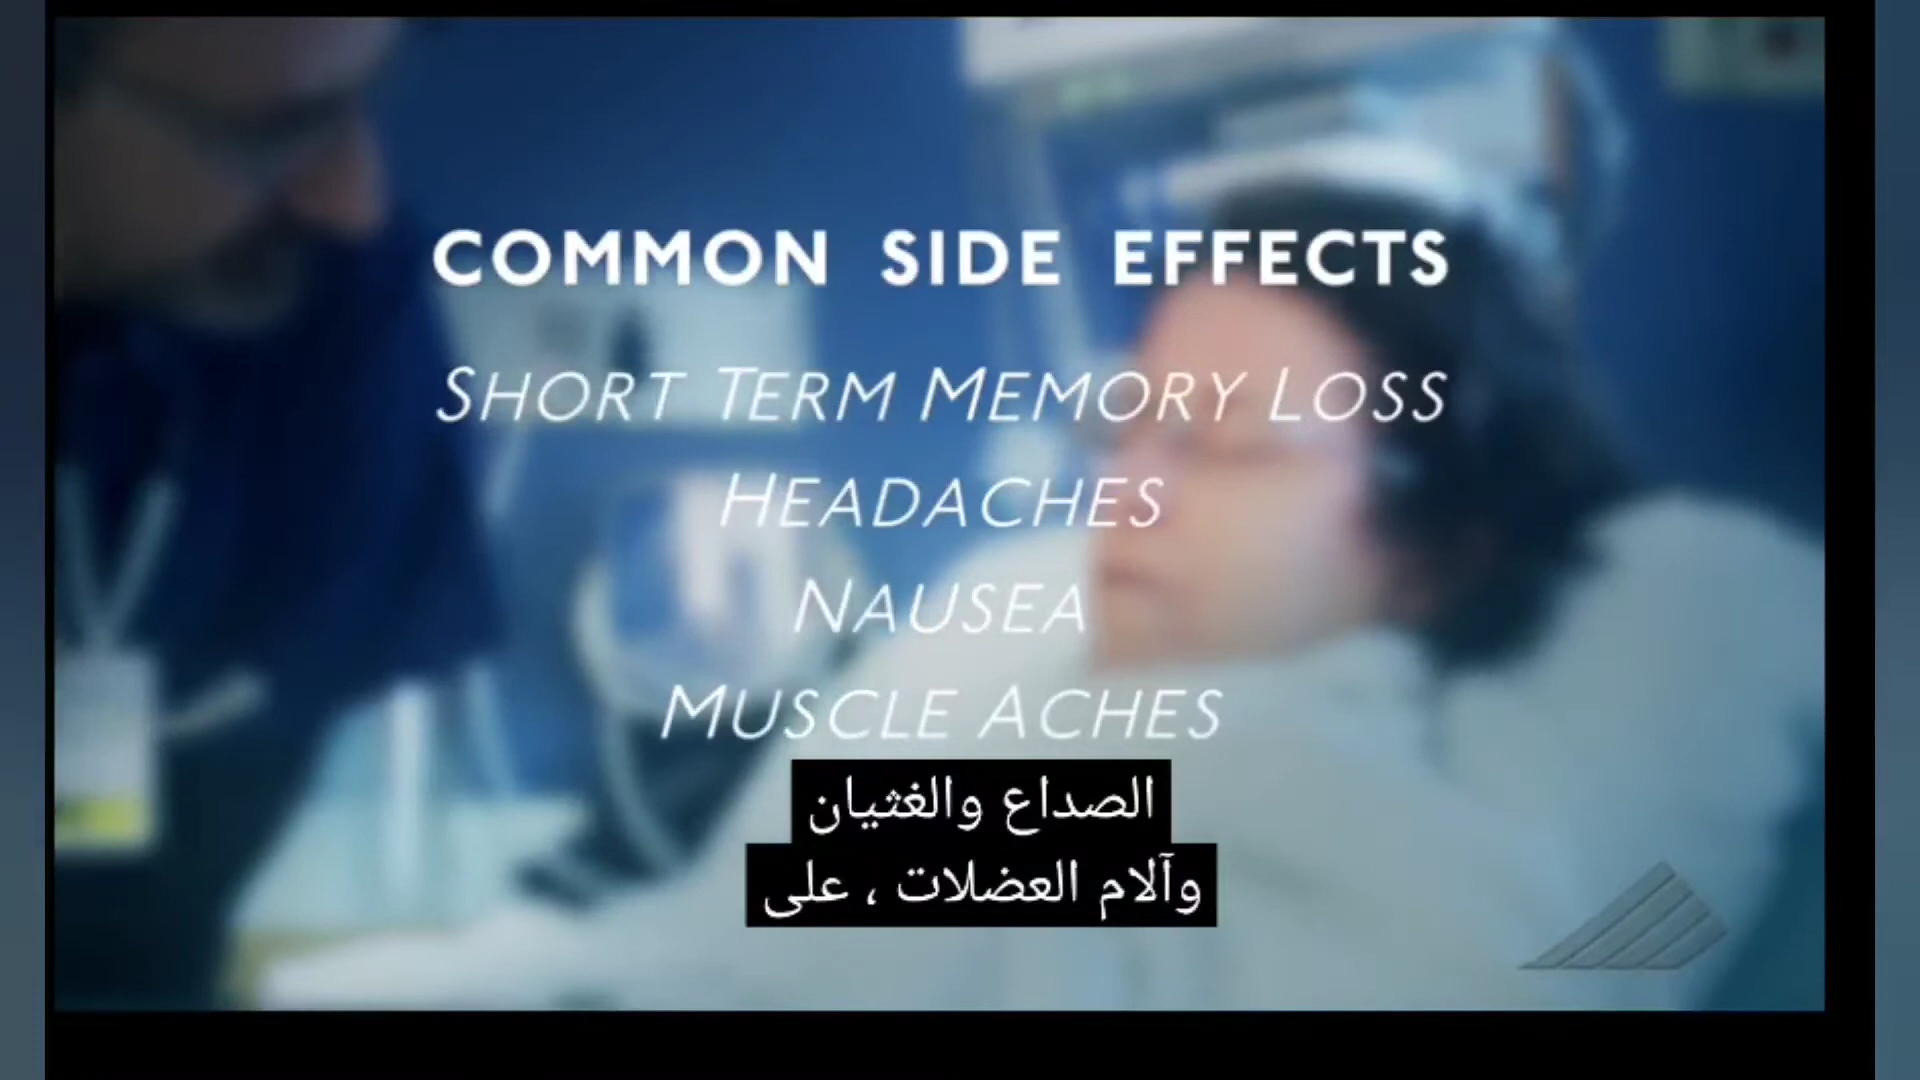 COMMON SIDE EFFECTS
SHORT TERM MEMORY LOSS
HEADACHES
NAUSEA
MUSCLE ACHES
الصداع والغثيان
وآلام العضلات ، على